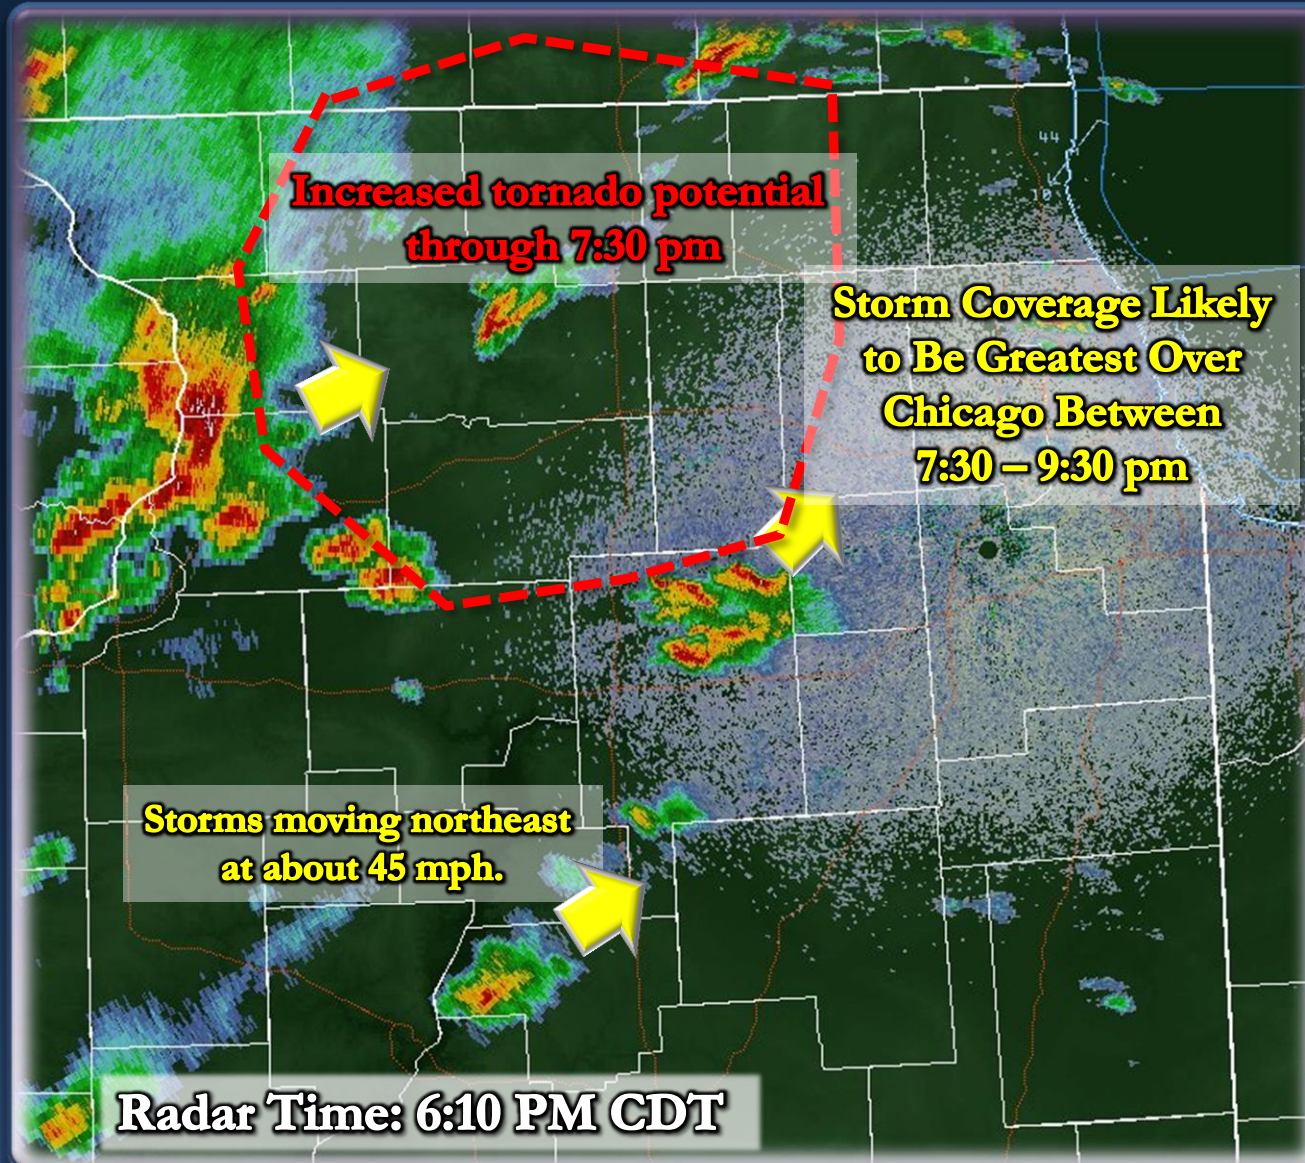 Increased tornado potential
through 7:30 pm
Storm Coverage Likely
to Be Greatest Over
Chicago Between
7:30 – 9:30 pm
Storms moving northeast
at about 45 mph.
Radar Time: 6:10 PM CDT